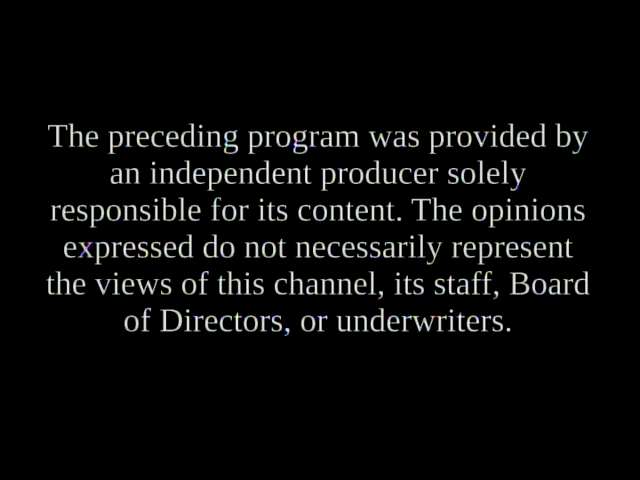 The preceding program was provided by
an independent producer solely
responsible for its content. The opinions
expressed do not necessarily represent
the views of this channel, its staff, Board
of Directors, or underwriters.